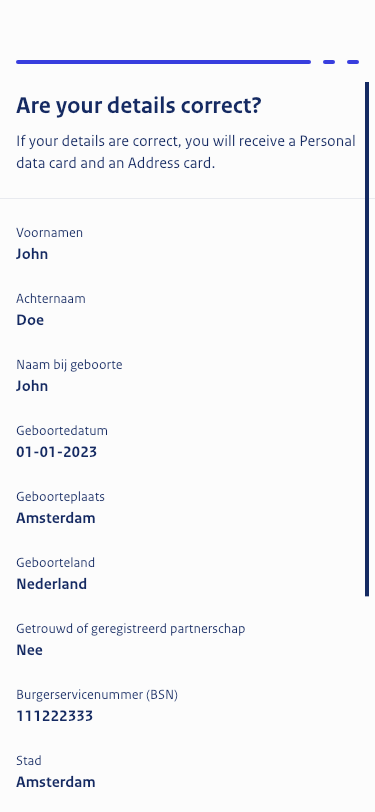 Are your details correct?
If your details are correct, you will receive a Personal
data card and an Address card.
Voornamen
John
Achternaam
Doe
Naam bij geboorte
John
Geboortedatum
01-01-2023
Geboorteplaats
Amsterdam
Geboorteland
Nederland
Getrouwd of geregistreerd partnerschap
Nee
Burgerservicenummer (BSN)
111222333
Stad
Amsterdam